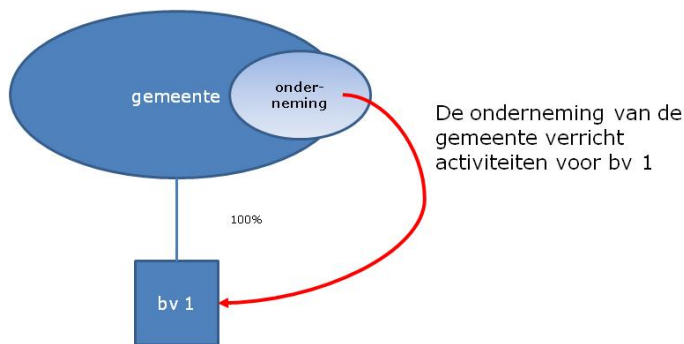 gemeente
onder-
neming
De onderneming van de
gemeente verricht
activiteiten voor bv 1
100%
bv 1